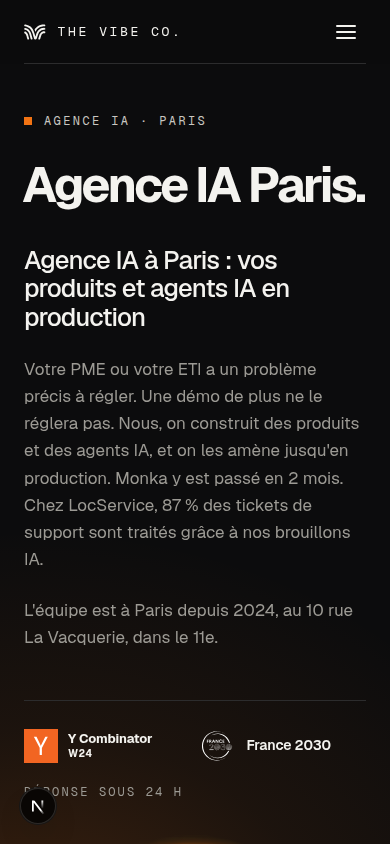 THE VIBE CO.
AGENCE IA · PARIS
Agence IA Paris.
Agence IA à Paris : vos
produits et agents IA en
production
Votre PME ou votre ETI a un problème
précis à régler. Une démo de plus ne le
réglera pas. Nous, on construit des produits
et des agents IA, et on les amène jusqu'en
production. Monka y est passé en 2 mois.
Chez LocService, 87 % des tickets de
support sont traités grâce à nos brouillons
IA.
L'équipe est à Paris depuis 2024, au 10 rue
La Vacquerie, dans le 11e.
Y
Y Combinator
W24
FRANCE
2030
France 2030
RÉPONSE SOUS 24 H
N